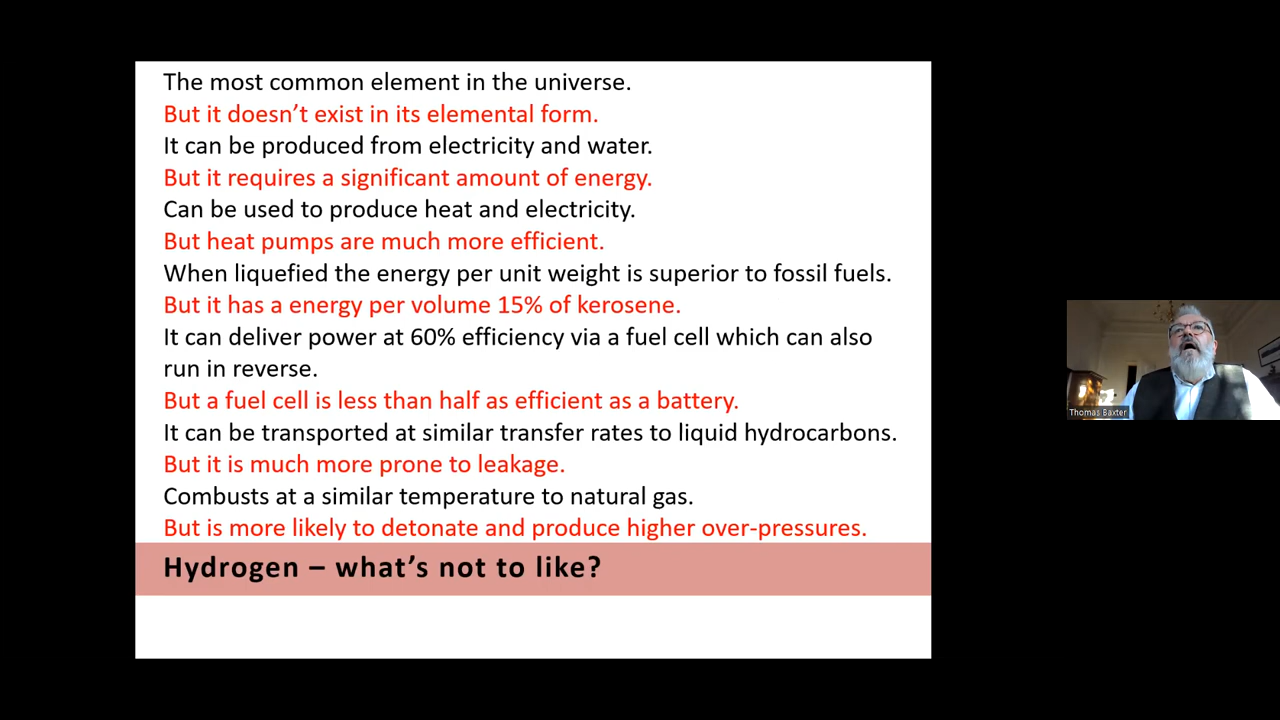 The most common element in the universe.
But it doesn’t exist in its elemental form.
It can be produced from electricity and water.
But it requires a significant amount of energy.
Can be used to produce heat and electricity.
But heat pumps are much more efficient.
When liquefied the energy per unit weight is superior to fossil fuels.
But it has a energy per volume 15% of kerosene.
It can deliver power at 60% efficiency via a fuel cell which can also
run in reverse.
But a fuel cell is less than half as efficient as a battery.
It can be transported at similar transfer rates to liquid hydrocarbons.
But it is much more prone to leakage.
Combusts at a similar temperature to natural gas.
But is more likely to detonate and produce higher over-pressures.
Hydrogen – what’s not to like?
Thomas Baxter